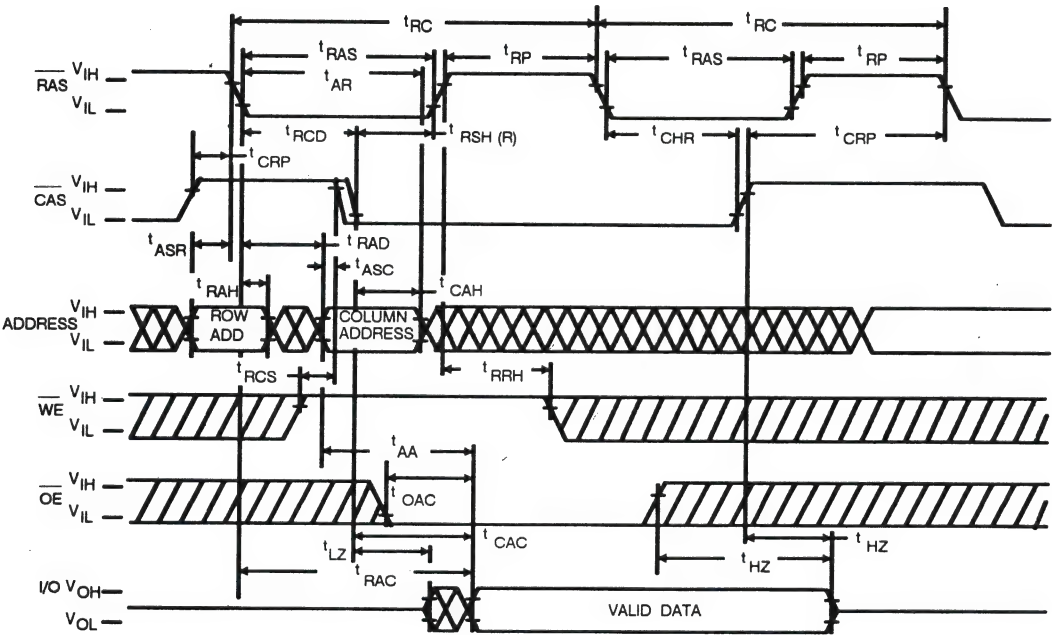 tRC tRC
tRAS tRP tRAS tRP
tAR
RAS VIH
VIL
tRCD tRSH (R) tCHR tCRP
tCRP
CAS VIH
VIL
tASR tRAD
tASC
tRAH tCAH
ADDRESS VIH
VIL
ROW ADD
COLUMN ADDRESS
tRCS tRRH
WE VIH
VIL
tAA
OE VIH
VIL
tOAC
tCAC
tLZ tHZ tHZ
tRAC
I/O VOH
VOL
VALID DATA